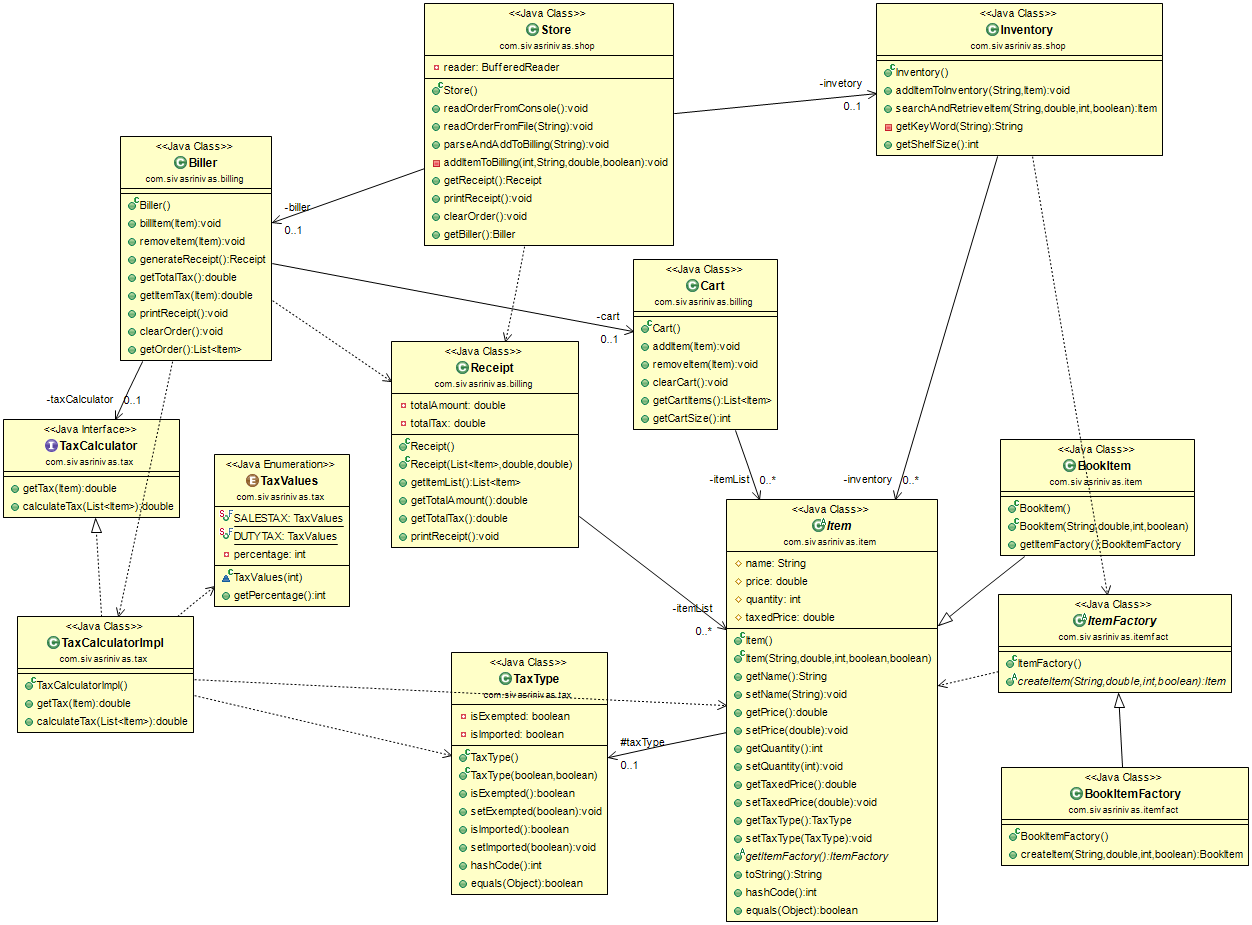 <<Java Class>>
Store
com.sivasrinivas.shop
reader: BufferedReader
Store()
readOrderFromConsole():void
readOrderFromFile(String):void
parseAndAddToBilling(String):void
addItemToBilling(int,String,double,boolean):void
getReceipt():Receipt
printReceipt():void
clearOrder():void
getBiller():Biller
-invetory
0..1
<<Java Class>>
Inventory
com.sivasrinivas.shop
Inventory()
addItemToInventory(String,Item):void
searchAndRetrieveItem(String,double,int,boolean):Item
getKeyWord(String):String
getShelfSize():int
<<Java Class>>
Biller
com.sivasrinivas.billing
Biller()
billItem(Item):void
removeItem(Item):void
generateReceipt():Receipt
getTotalTax():double
getItemTax(Item):double
printReceipt():void
clearOrder():void
getOrder():List<Item>
-biller
0..1
-cart
0..1
<<Java Class>>
Cart
com.sivasrinivas.billing
Cart()
addItem(Item):void
removeItem(Item):void
clearCart():void
getCartItems():List<Item>
getCartSize():int
<<Java Class>>
Receipt
com.sivasrinivas.billing
totalAmount: double
totalTax: double
Receipt()
Receipt(List<Item>,double,double)
getItemList():List<Item>
getTotalAmount():double
getTotalTax():double
printReceipt():void
-taxCalculator
0..1
<<Java Interface>>
TaxCalculator
com.sivasrinivas.tax
getTax(Item):double
calculateTax(List<Item>):double
<<Java Enumeration>>
TaxValues
com.sivasrinivas.tax
SALESTAX: TaxValues
DUTYTAX: TaxValues
percentage: int
TaxValues(int)
getPercentage():int
-itemList
0..*
-inventory
0..*
<<Java Class>>
BookItem
com.sivasrinivas.item
BookItem()
BookItem(String,double,int,boolean)
getItemFactory():BookItemFactory
<<Java Class>>
Item
com.sivasrinivas.item
name: String
price: double
quantity: int
taxedPrice: double
Item()
Item(String,double,int,boolean,boolean)
getName():String
setName(String):void
getPrice():double
setPrice(double):void
getQuantity():int
setQuantity(int):void
getTaxedPrice():double
setTaxedPrice(double):void
getTaxType():TaxType
setTaxType(TaxType):void
getItemFactory():ItemFactory
toString():String
hashCode():int
equals(Object):boolean
-itemList
0..*
<<Java Class>>
ItemFactory
com.sivasrinivas.itemfact
ItemFactory()
createItem(String,double,int,boolean):Item
<<Java Class>>
TaxCalculatorImpl
com.sivasrinivas.tax
TaxCalculatorImpl()
getTax(Item):double
calculateTax(List<Item>):double
<<Java Class>>
TaxType
com.sivasrinivas.tax
isExempted: boolean
isImported: boolean
TaxType()
TaxType(boolean,boolean)
isExempted():boolean
setExempted(boolean):void
isImported():boolean
setImported(boolean):void
hashCode():int
equals(Object):boolean
#taxType
0..1
<<Java Class>>
BookItemFactory
com.sivasrinivas.itemfact
BookItemFactory()
createItem(String,double,int,boolean):BookItem